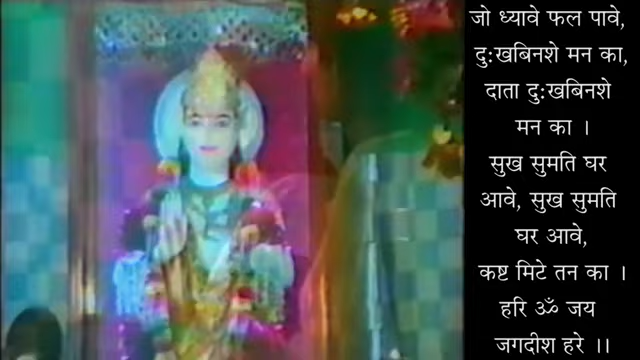 जो ध्यावे फल पावे,
दु:खबिनशे मन का,
दाता दु:खबिनशे
मन का ।
सुख सुमति घर
आवे, सुख सुमति
घर आवे,
कष्ट मिटे तन का ।
हरि ॐ जय
जगदीश हरे ।।